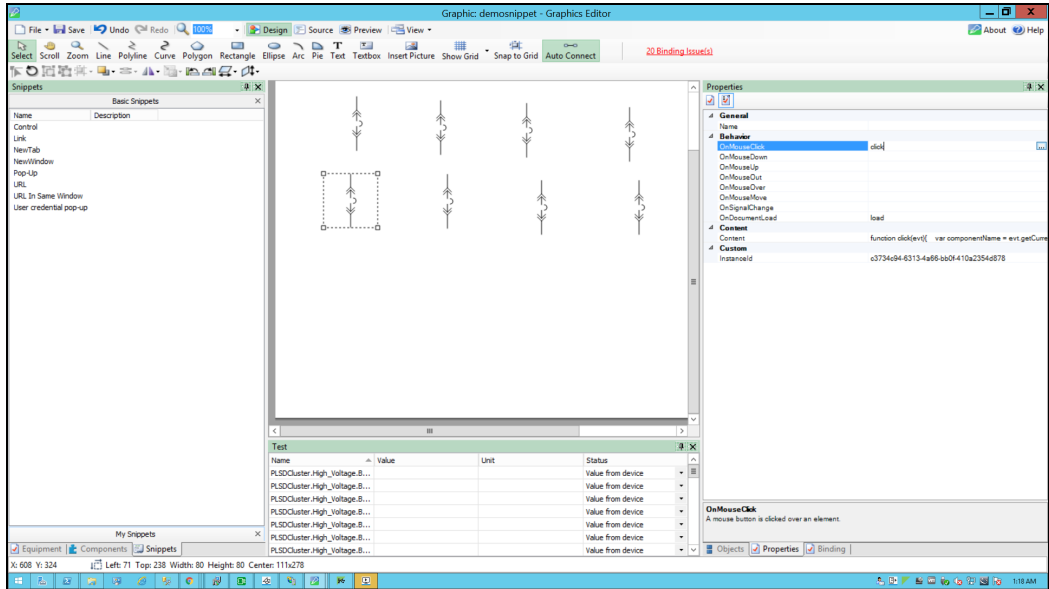 Graphic: demosnippet - Graphics Editor
File Save Undo Redo 100% Design Source Preview View About Help
Select Scroll Zoom Line Polyline Curve Polygon Rectangle Ellipse Arc Pie Text Textbox Insert Picture Show Grid Snap to Grid Auto Connect 20 Binding Issue(s)
Snippets
Basic Snippets
Name Description
Control
Link
NewTab
NewWindow
Pop-Up
URL
URL In Same Window
User credential pop-up
My Snippets
Equipment Components Snippets
Test
Name Value Unit Status
PLSDCluster.High_Voltage.B... Value from device
PLSDCluster.High_Voltage.B... Value from device
PLSDCluster.High_Voltage.B... Value from device
PLSDCluster.High_Voltage.B... Value from device
PLSDCluster.High_Voltage.B... Value from device
PLSDCluster.High_Voltage.B... Value from device
PLSDCluster.High_Voltage.B... Value from device
Properties
General
Name
Behavior
OnMouseClick click
OnMouseDown
OnMouseUp
OnMouseOut
OnMouseOver
OnMouseMove
OnSignalChange
OnDocumentLoad load
Content
Content function click(evt){ var componentName = evt.getCurre
Custom
InstanceId c3734c94-6313-4a66-bb0f-410a2354d878
OnMouseClick
A mouse button is clicked over an element.
Objects Properties Binding
X: 608 Y: 324 Left: 71 Top: 238 Width: 80 Height: 80 Center: 111x278
1:18 AM